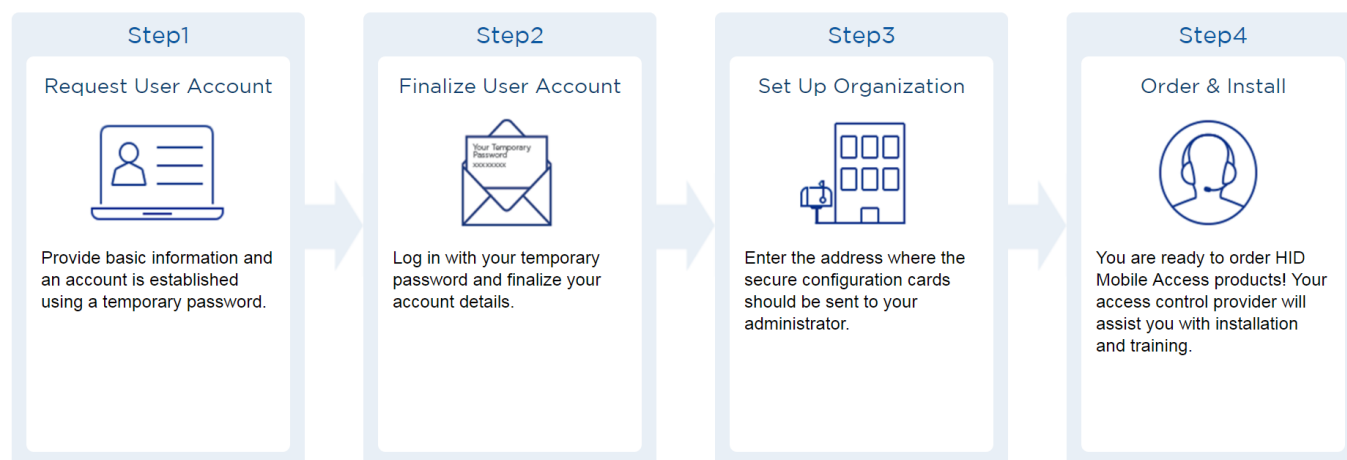 Step1
Request User Account
Provide basic information and
an account is established
using a temporary password.
Step2
Finalize User Account
Your Temporary
Password
xxxxxxxxx
Log in with your temporary
password and finalize your
account details.
Step3
Set Up Organization
Enter the address where the
secure configuration cards
should be sent to your
administrator.
Step4
Order & Install
You are ready to order HID
Mobile Access products! Your
access control provider will
assist you with installation
and training.